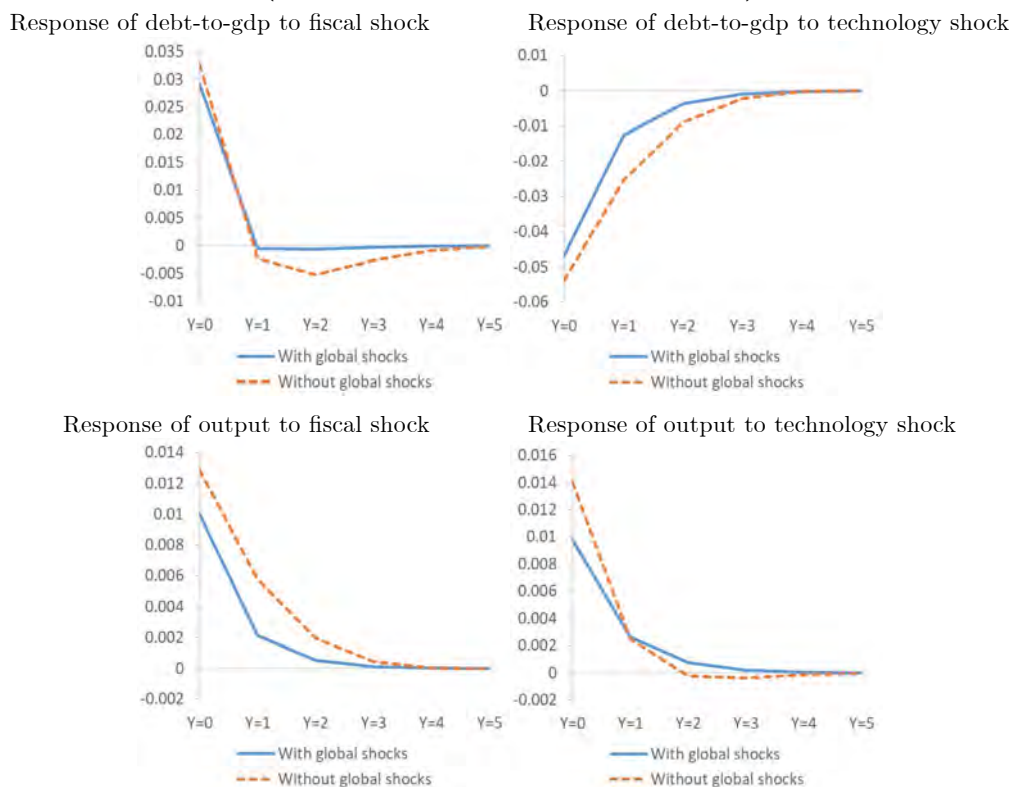 Response of debt-to-gdp to fiscal shock
0.035
0.03
0.025
0.02
0.015
0.01
0.005
0
-0.005
-0.01
Y=0 Y=1 Y=2 Y=3 Y=4 Y=5
With global shocks
Without global shocks
Response of debt-to-gdp to technology shock
0.01
0
-0.01
-0.02
-0.03
-0.04
-0.05
-0.06
Y=0 Y=1 Y=2 Y=3 Y=4 Y=5
With global shocks
Without global shocks
Response of output to fiscal shock
0.014
0.012
0.01
0.008
0.006
0.004
0.002
0
-0.002
Y=0 Y=1 Y=2 Y=3 Y=4 Y=5
With global shocks
Without global shocks
Response of output to technology shock
0.016
0.014
0.012
0.01
0.008
0.006
0.004
0.002
0
-0.002
Y=0 Y=1 Y=2 Y=3 Y=4 Y=5
With global shocks
Without global shocks